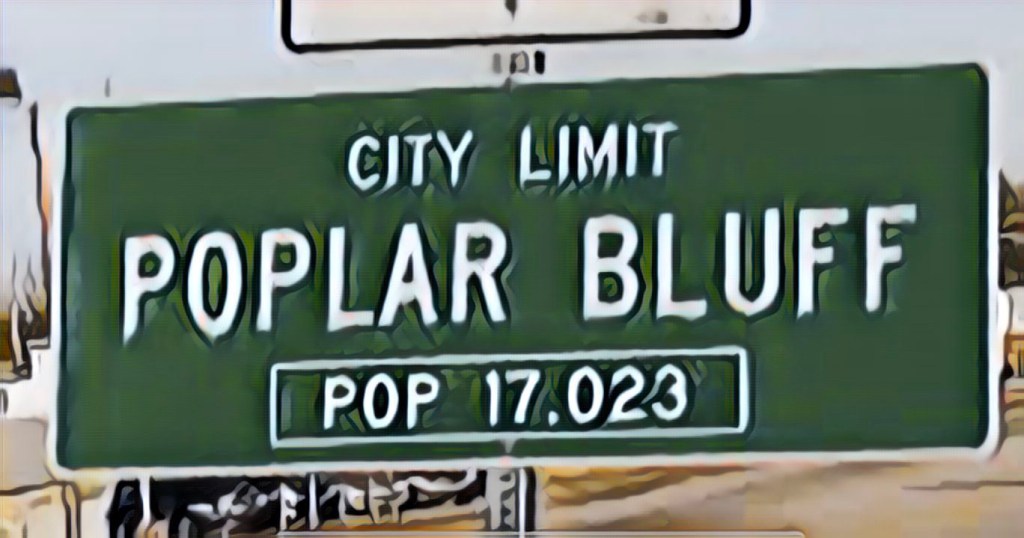 CITY LIMIT
POPLAR BLUFF
POP 17,023